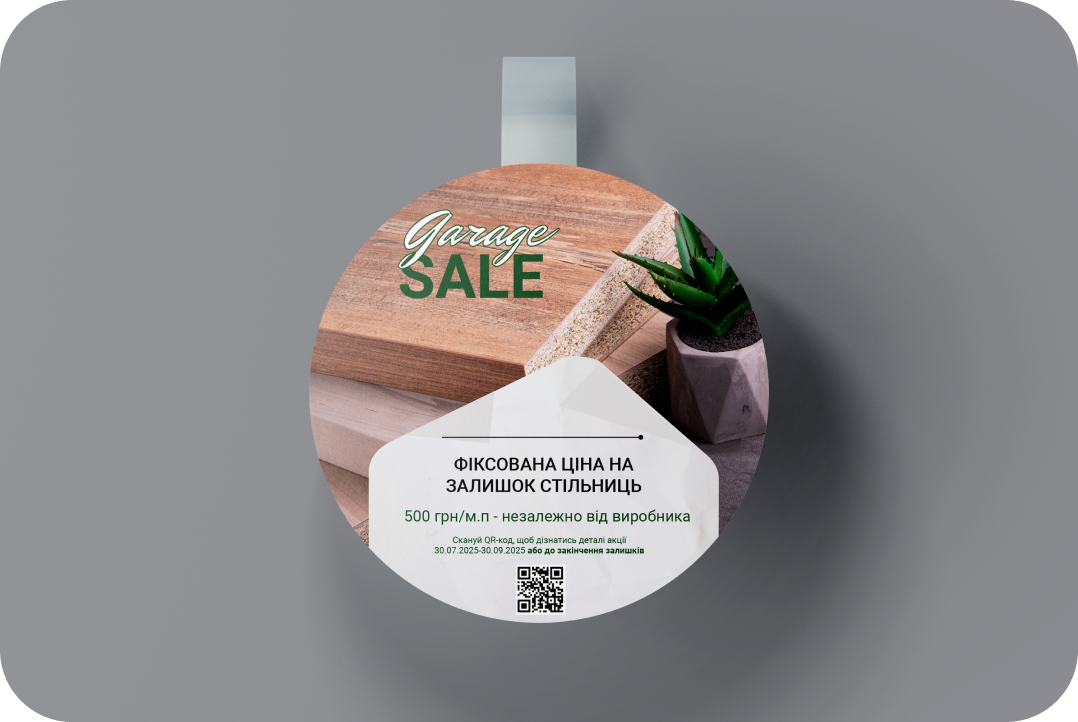 Garage
SALE
ФІКСОВАНА ЦІНА НА
ЗАЛИШОК СТІЛЬНИЦЬ
500 грн/м.п - незалежно від виробника
Скануй QR-код, щоб дізнатись деталі акції
30.07.2025-30.09.2025 або до закінчення залишків